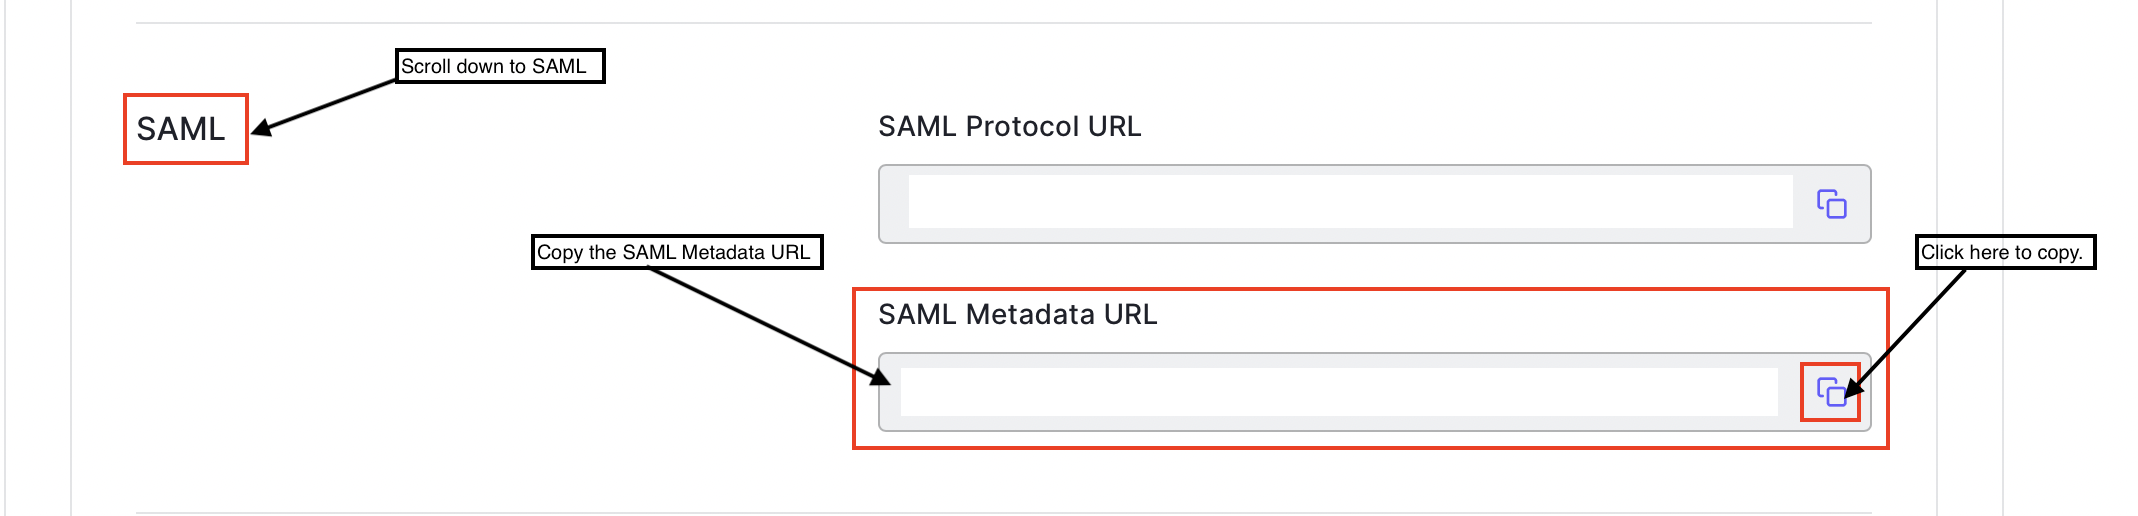 Scroll down to SAML
SAML
SAML Protocol URL
Copy the SAML Metadata URL
Click here to copy.
SAML Metadata URL